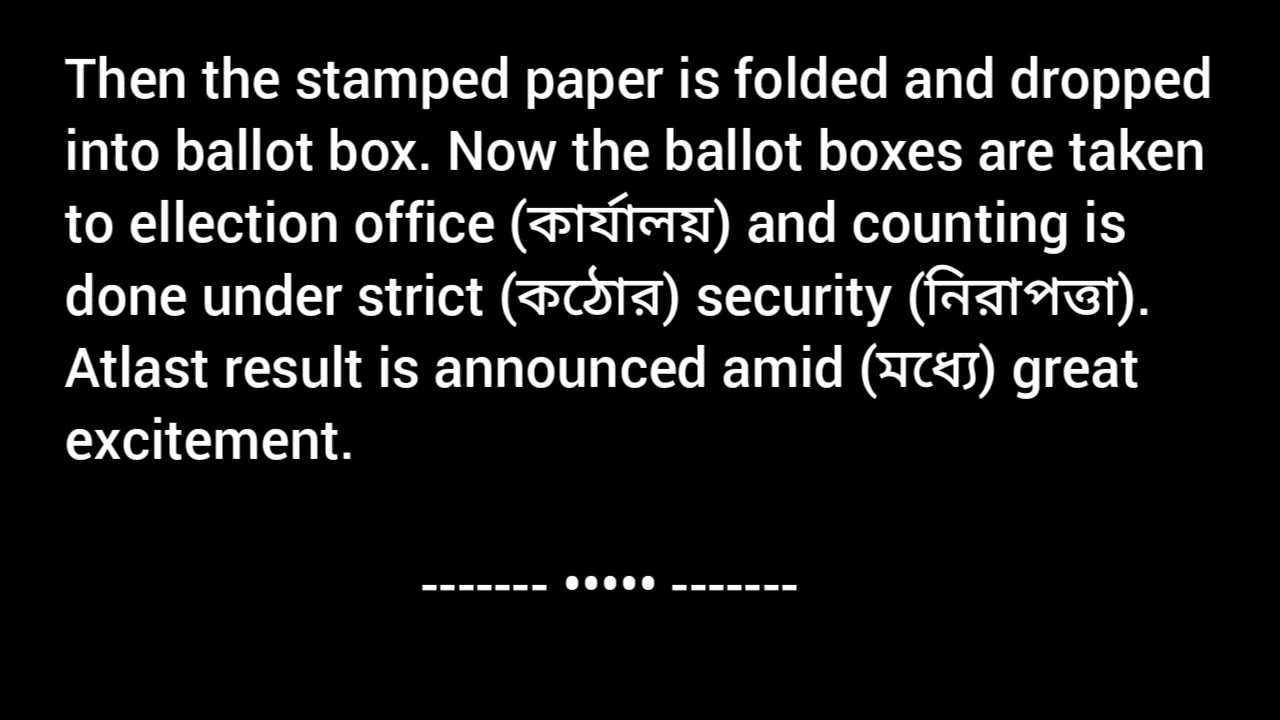 Then the stamped paper is folded and dropped
into ballot box. Now the ballot boxes are taken
to ellection office (কার্যালয়) and counting is
done under strict (কঠোর) security (নিরাপত্তা).
Atlast result is announced amid (মধ্যে) great
excitement.
------- ••••• -------